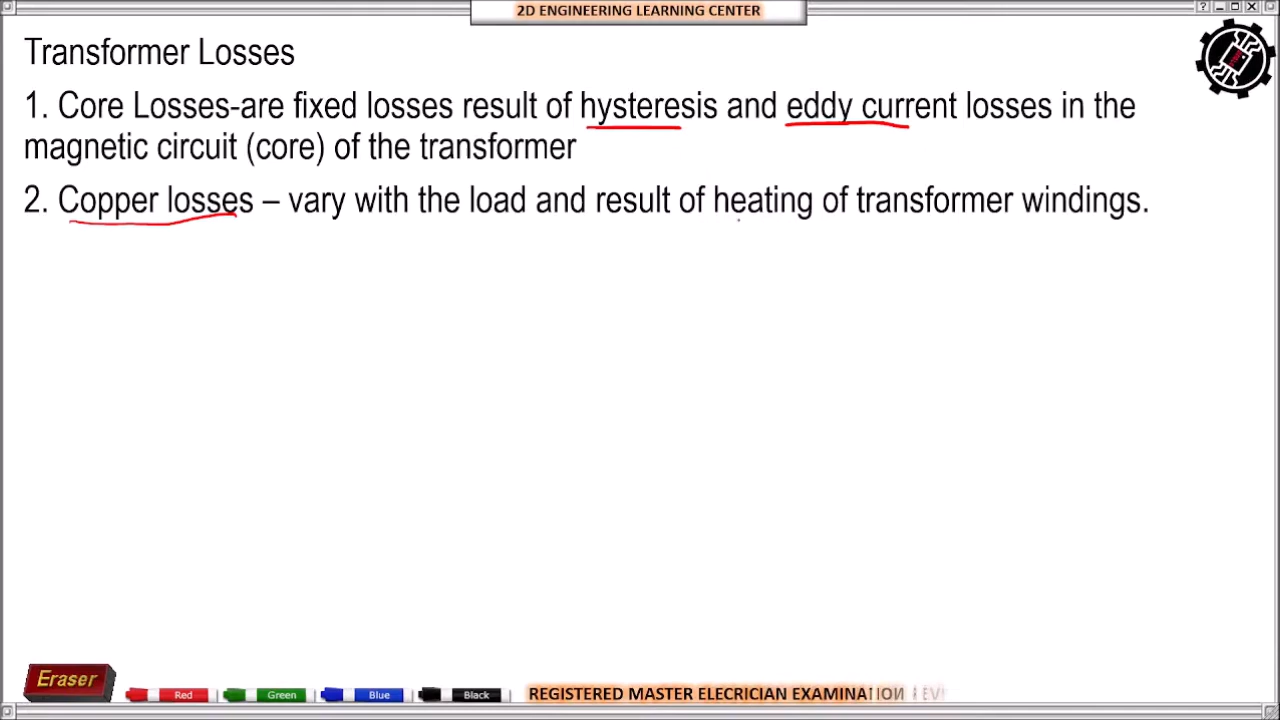 2D ENGINEERING LEARNING CENTER
Transformer Losses
1. Core Losses-are fixed losses result of hysteresis and eddy current losses in the
magnetic circuit (core) of the transformer
2. Copper losses – vary with the load and result of heating of transformer windings.
Eraser
Red
Green
Blue
Black
REGISTERED MASTER ELECRICIAN EXAMINATION